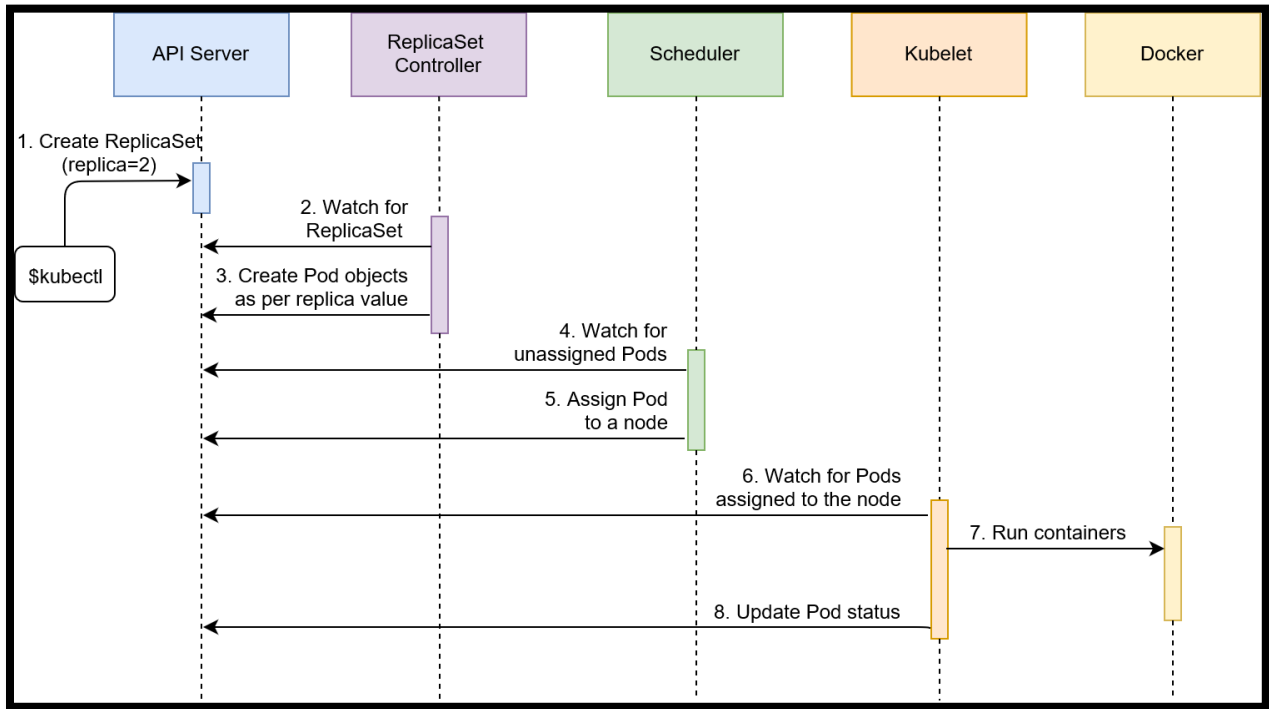 API Server
ReplicaSet
Controller
Scheduler
Kubelet
Docker
1. Create ReplicaSet
(replica=2)
$kubectl
2. Watch for
ReplicaSet
3. Create Pod objects
as per replica value
4. Watch for
unassigned Pods
5. Assign Pod
to a node
6. Watch for Pods
assigned to the node
7. Run containers
8. Update Pod status